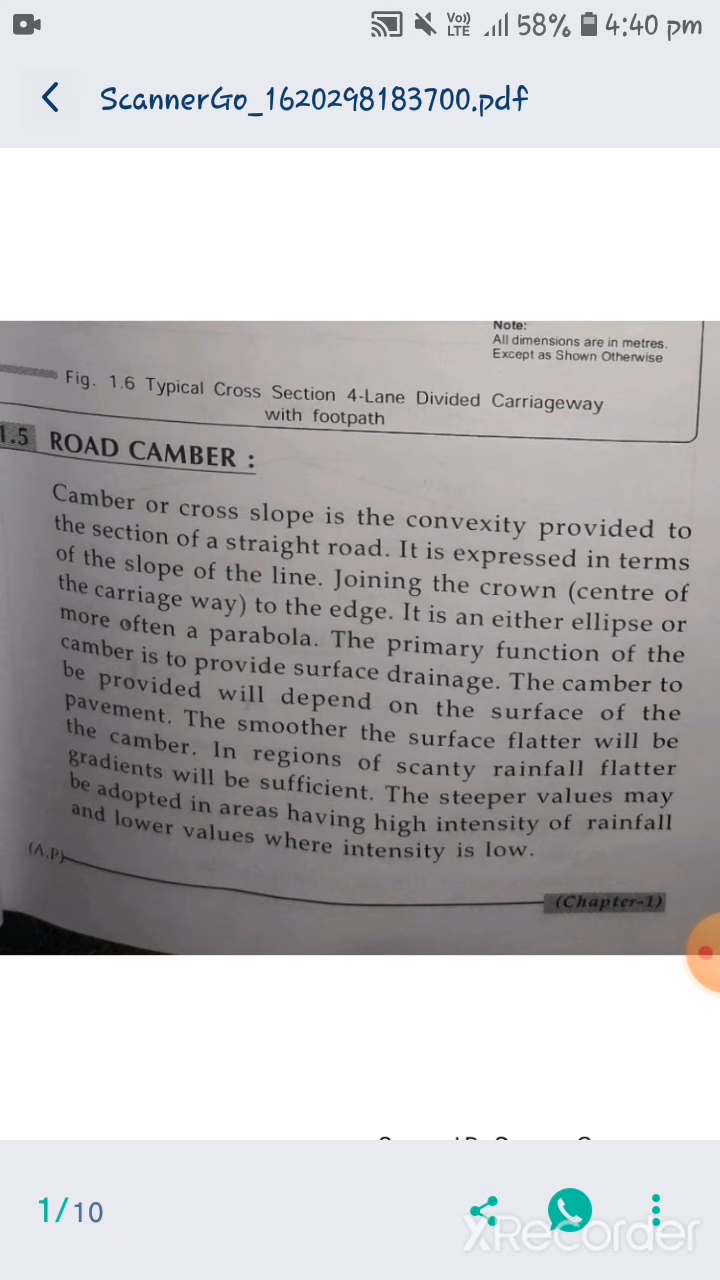 Vo)) LTE 58% 4:40 pm
ScannerGo_1620298183700.pdf
Note:
All dimensions are in metres.
Except as Shown Otherwise
Fig. 1.6 Typical Cross Section 4-Lane Divided Carriageway
with footpath
1.5 ROAD CAMBER :
Camber or cross slope is the convexity provided to
the section of a straight road. It is expressed in terms
of the slope of the line. Joining the crown (centre of
the carriage way) to the edge. It is an either ellipse or
more often a parabola. The primary function of the
camber is to provide surface drainage. The camber to
be provided will depend on the surface of the
pavement. The smoother the surface flatter will be
the camber. In regions of scanty rainfall flatter
gradients will be sufficient. The steeper values may
be adopted in areas having high intensity of rainfall
and lower values where intensity is low.
(A.P)
(Chapter-1)
1/10
XRecorder